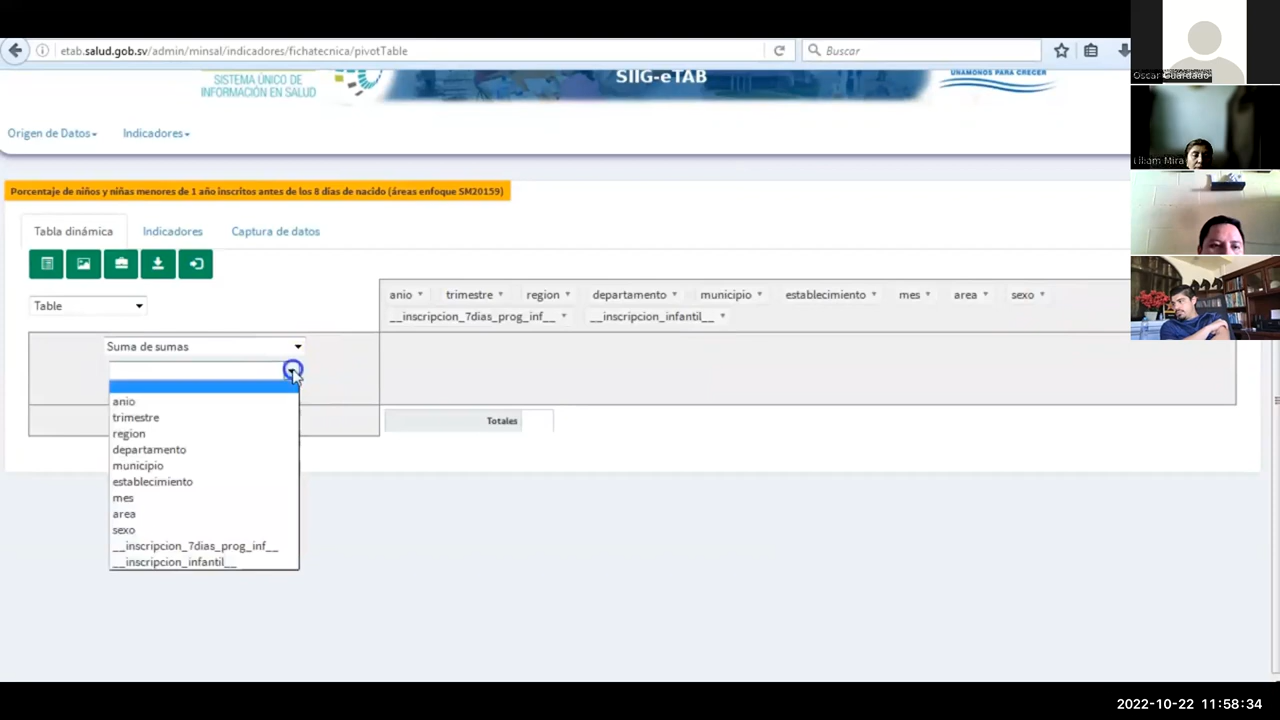 etab.salud.gob.sv/admin/minsal/indicadores/fichatecnica/pivotTable
Buscar
SISTEMA ÚNICO DE
INFORMACIÓN EN SALUD
SIIG-eTAB
UNÁMONOS PARA CRECER
Oscar Guardado
Origen de Datos
Indicadores
Porcentaje de niños y niñas menores de 1 año inscritos antes de los 8 días de nacido (áreas enfoque SM20159)
Tabla dinámica
Indicadores
Captura de datos
Table
anio trimestre region departamento municipio establecimiento mes area sexo
__inscripcion_7dias_prog_inf__ __inscripcion_infantil__
Suma de sumas
anio
trimestre
region
departamento
municipio
establecimiento
mes
area
sexo
__inscripcion_7dias_prog_inf__
__inscripcion_infantil__
Totales
2022-10-22 11:58:34